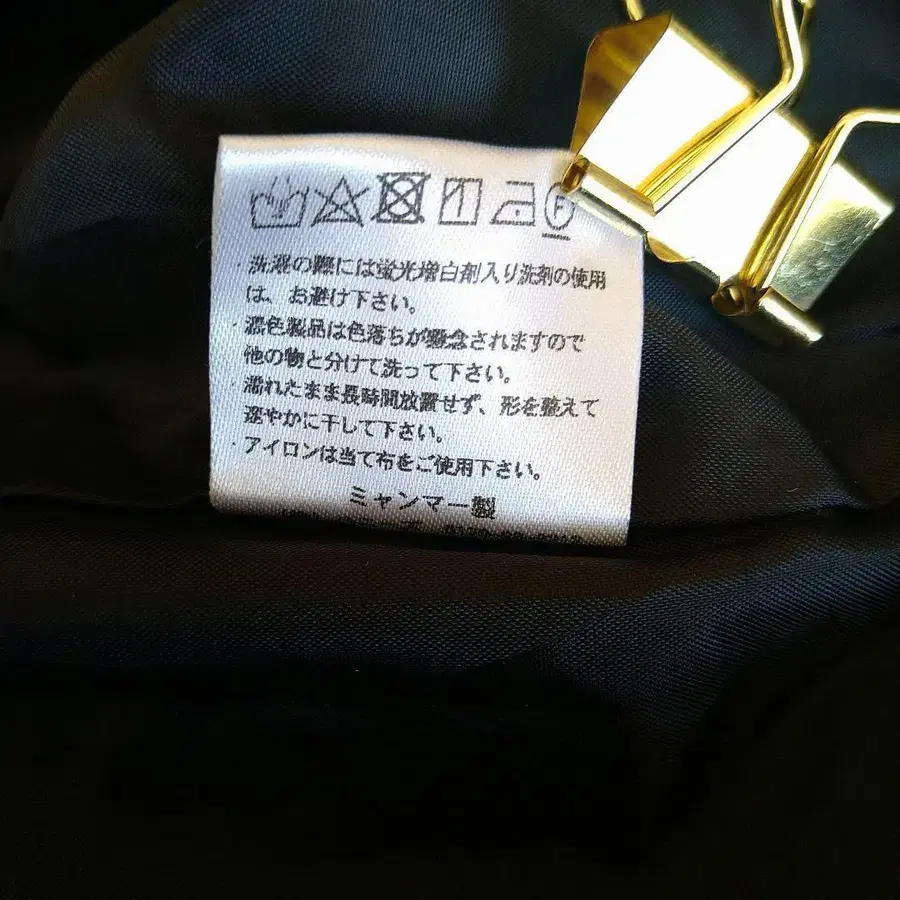 ・洗濯の際には蛍光増白剤入り洗剤の使用
は、お避け下さい。
・濃色製品は色落ちが懸念されますので
他の物と分けて洗って下さい。
濡れたまま長時間放置せず、形を整えて
速やかに干して下さい。
・アイロンは当て布をご使用下さい。
ミャンマー製